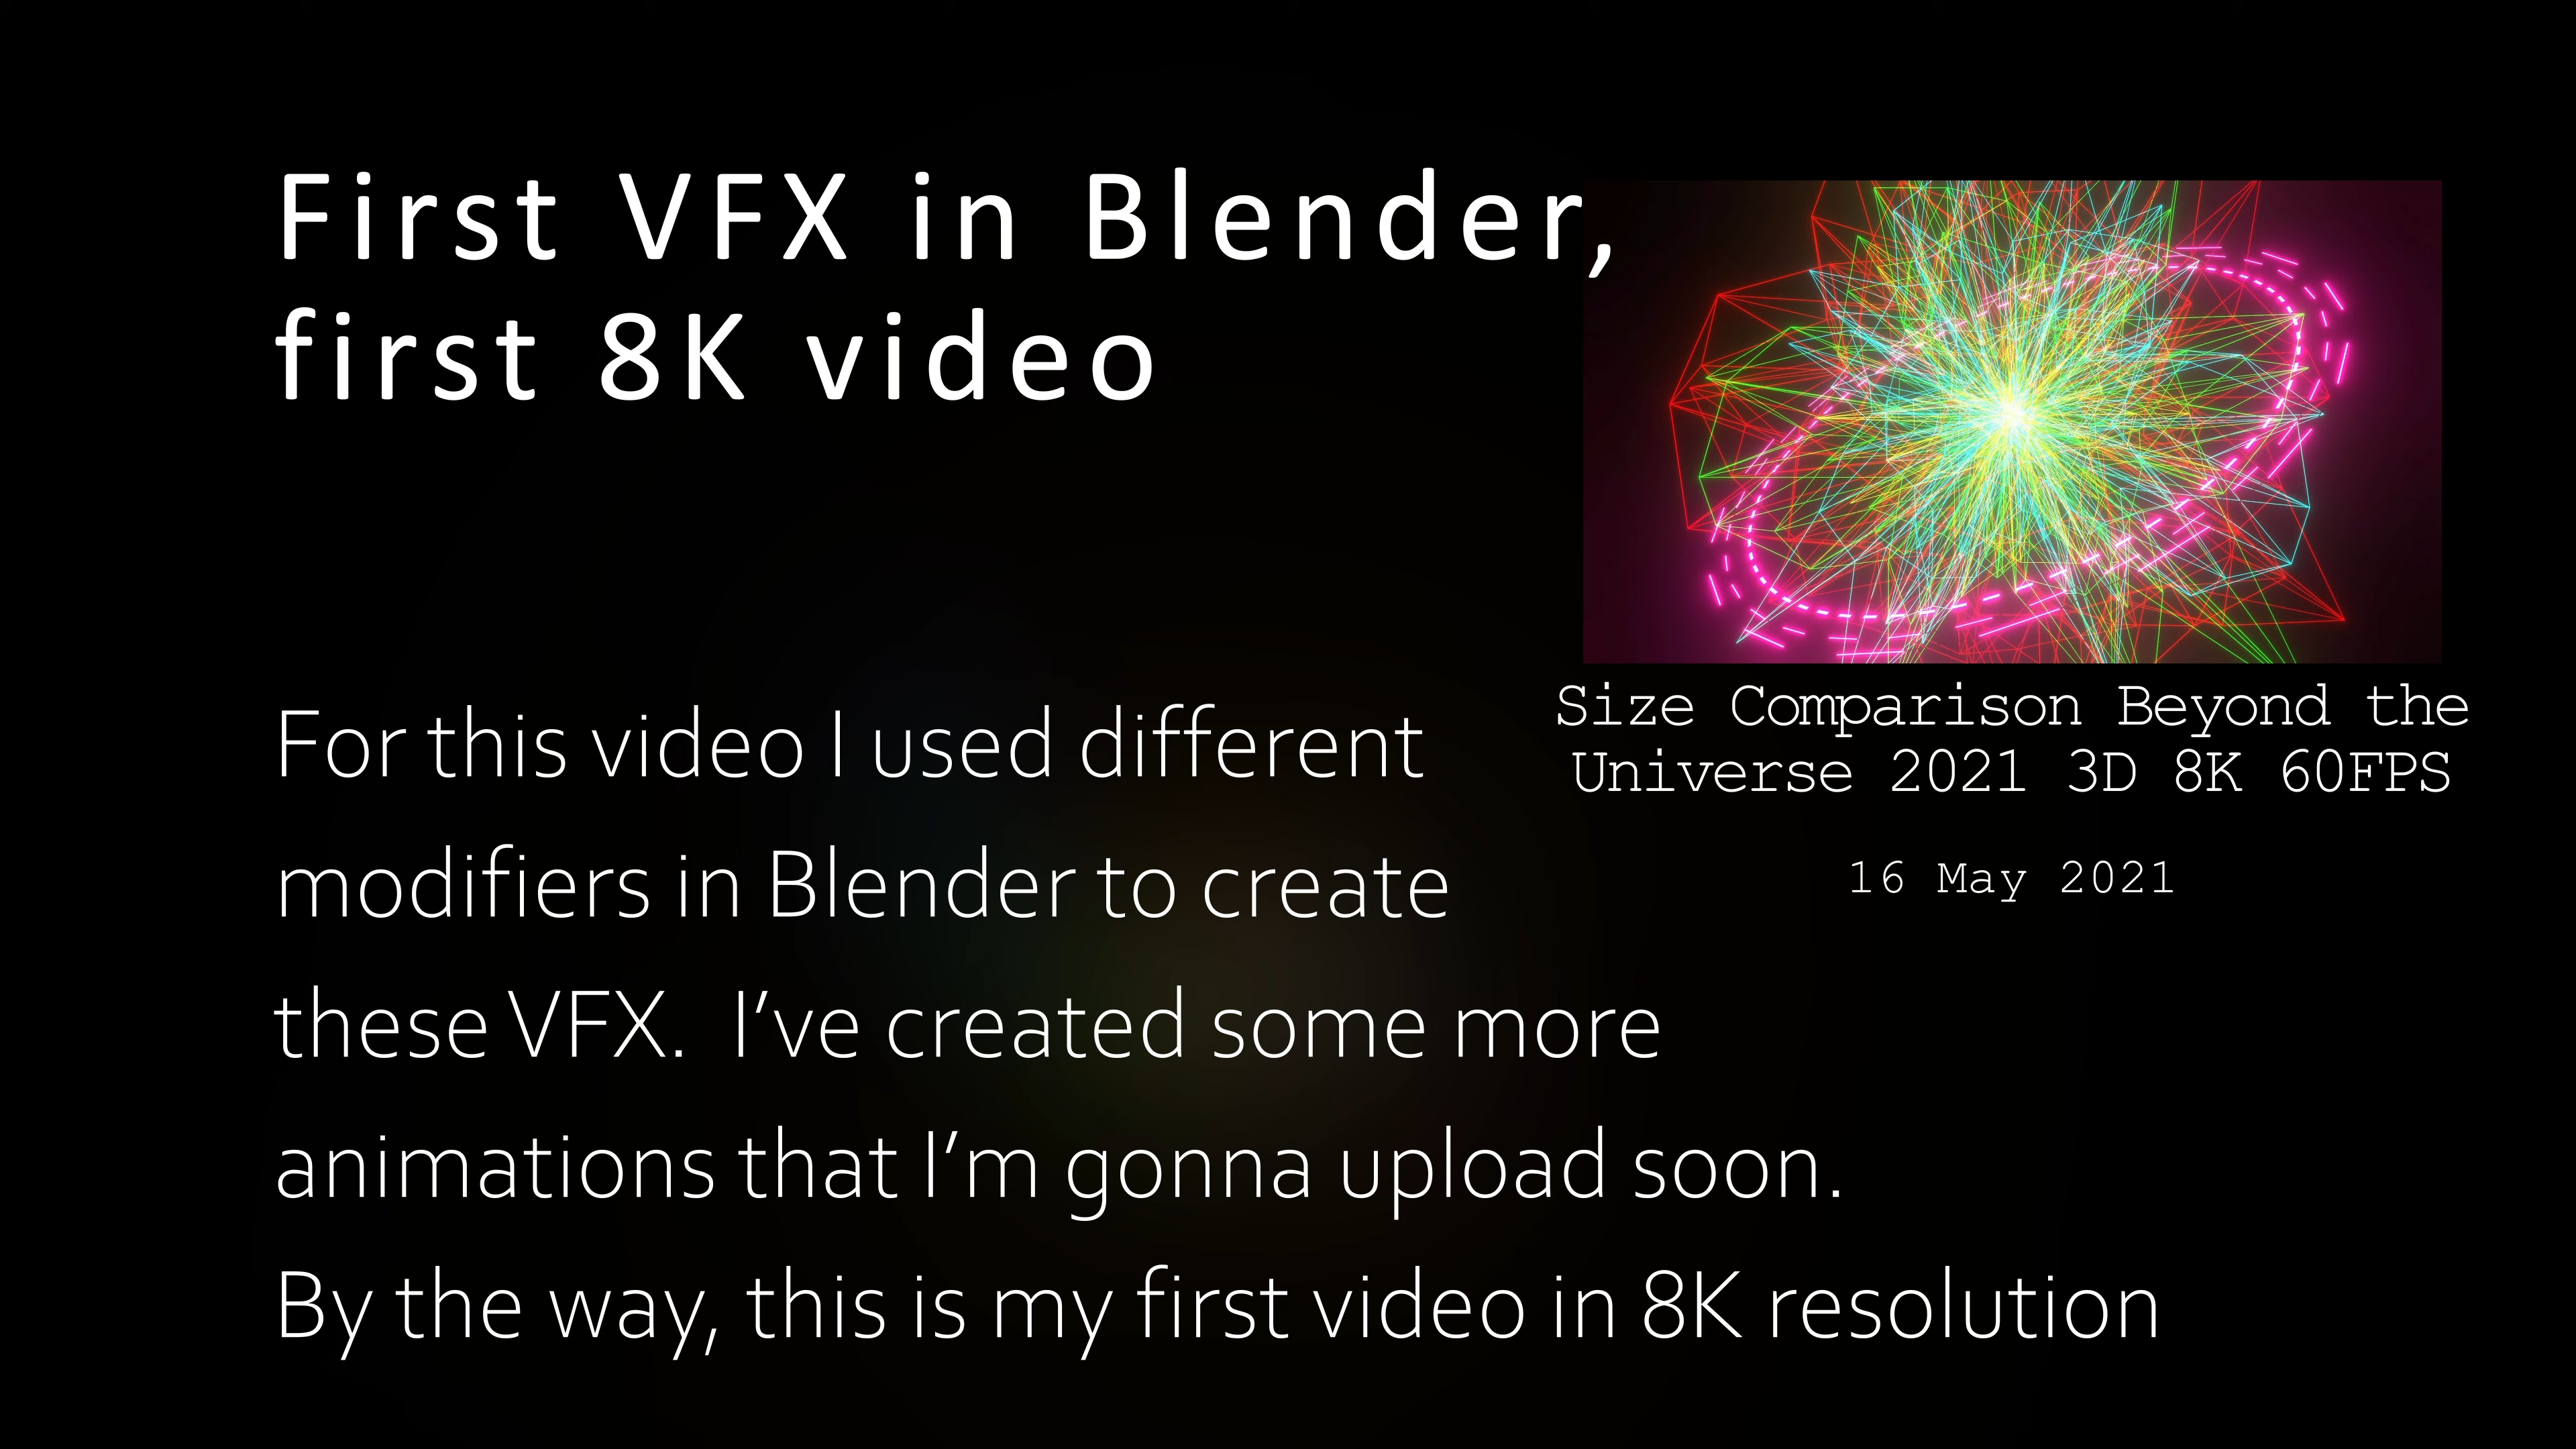 First VFX in Blender,
first 8K video
Size Comparison Beyond the
Universe 2021 3D 8K 60FPS
16 May 2021
For this video I used different
modifiers in Blender to create
these VFX.  I’ve created some more
animations that I’m gonna upload soon.
By the way, this is my first video in 8K resolution